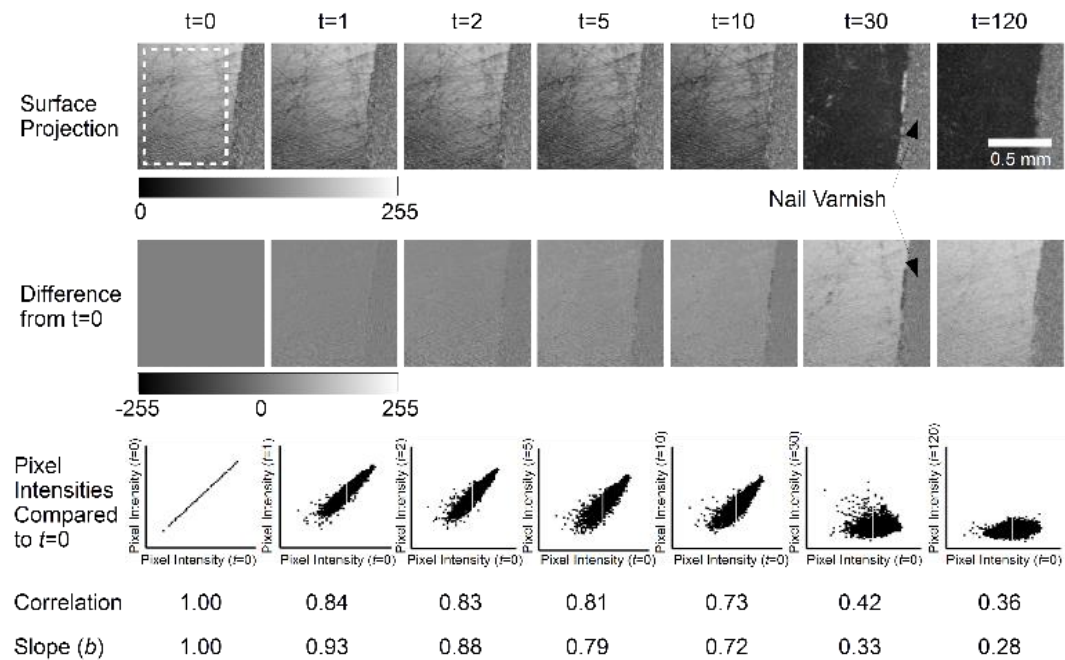 t=0 t=1 t=2 t=5 t=10 t=30 t=120
Surface
Projection
0.5 mm
0 255
Nail Varnish
Difference
from t=0
-255 0 255
Pixel
Intensities
Compared
to t=0
Pixel Intensity (t=0) Pixel Intensity (t=1) Pixel Intensity (t=2) Pixel Intensity (t=5) Pixel Intensity (t=10) Pixel Intensity (t=30) Pixel Intensity (t=120)
Pixel Intensity (t=0) Pixel Intensity (t=0) Pixel Intensity (t=0) Pixel Intensity (t=0) Pixel Intensity (t=0) Pixel Intensity (t=0) Pixel Intensity (t=0)
Correlation 1.00 0.84 0.83 0.81 0.73 0.42 0.36
Slope (b) 1.00 0.93 0.88 0.79 0.72 0.33 0.28